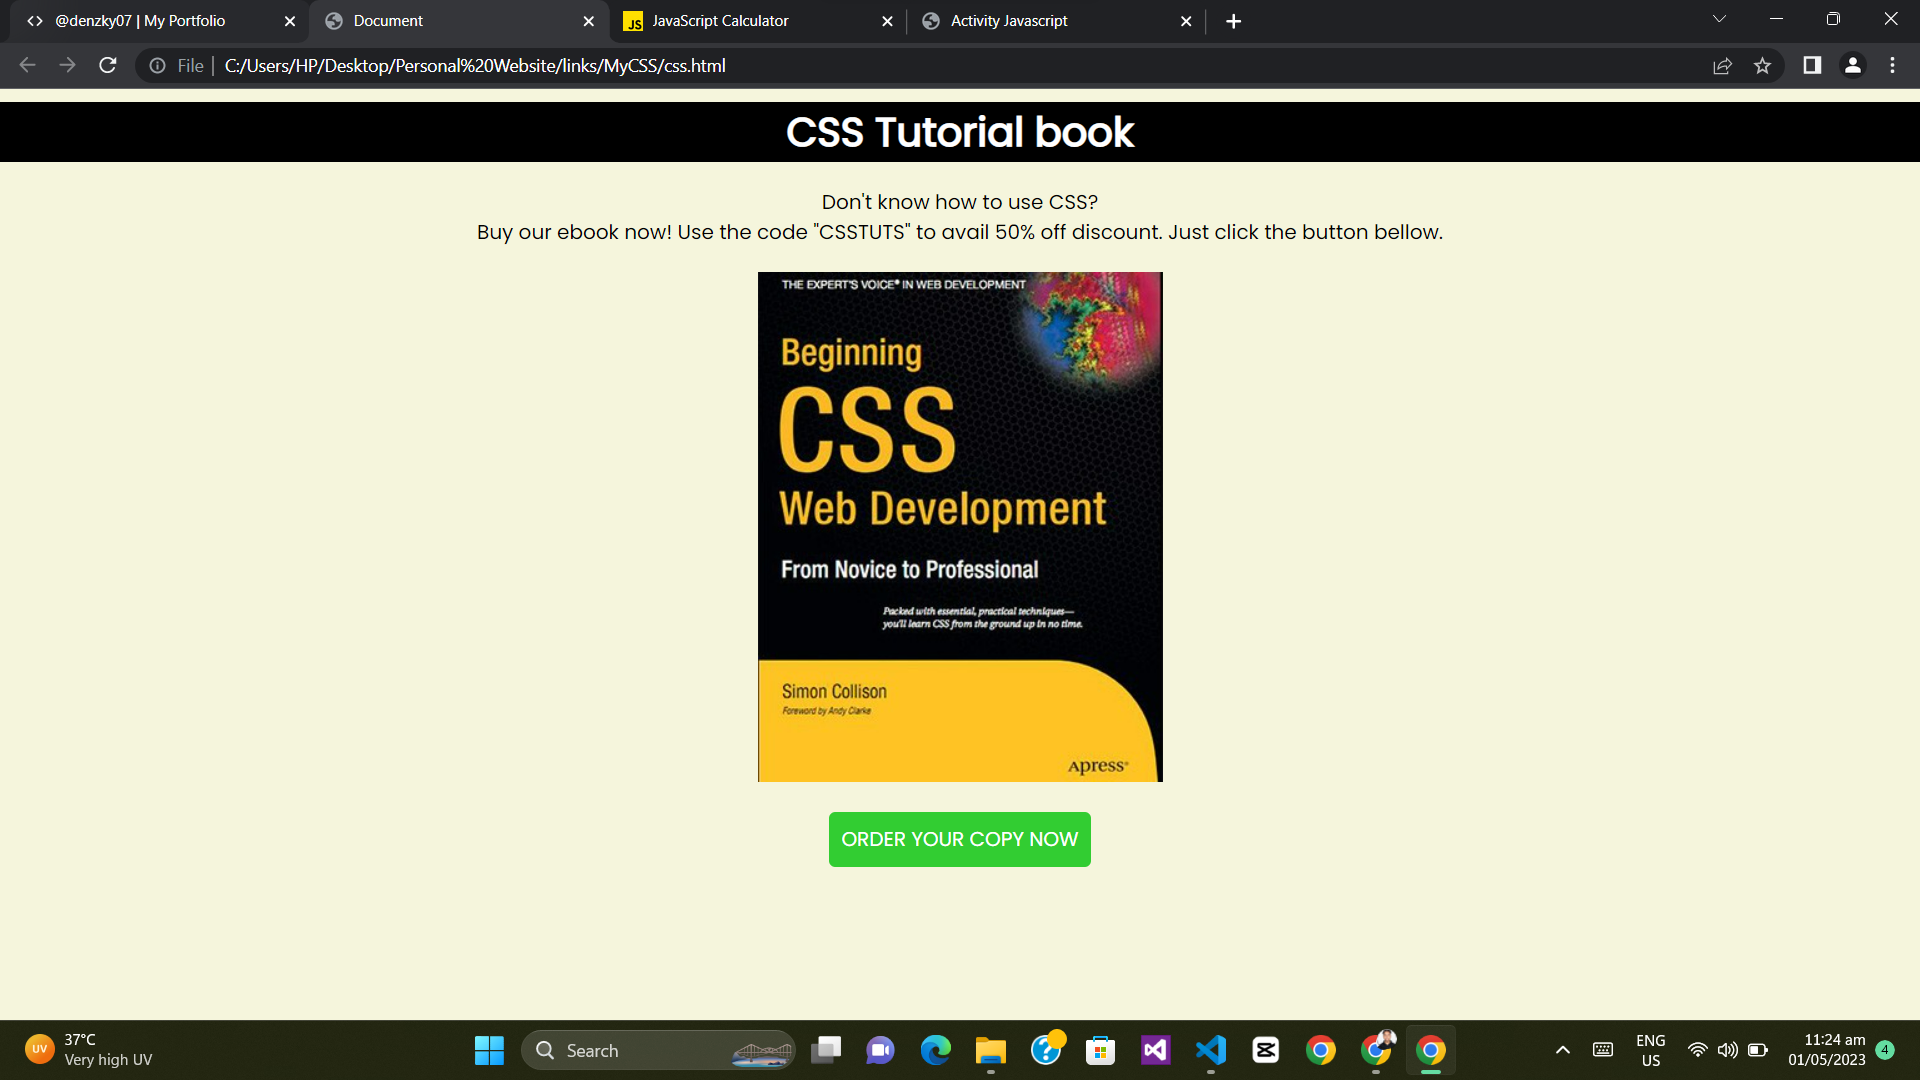 @denzky07 | My Portfolio
Document
JS
JavaScript Calculator
Activity Javascript
File
C:/Users/HP/Desktop/Personal%20Website/links/MyCSS/css.html
CSS Tutorial book
Don't know how to use CSS?
Buy our ebook now! Use the code "CSSTUTS" to avail 50% off discount. Just click the button bellow.
THE EXPERT'S VOICE® IN WEB DEVELOPMENT
Beginning
CSS
Web Development
From Novice to Professional
Packed with essential, practical techniques—
you'll learn CSS from the ground up in no time.
Simon Collison
Foreword by Andy Clarke
Apress®
ORDER YOUR COPY NOW
UV
37°C
Very high UV
Search
ENG
US
11:24 am
01/05/2023
4